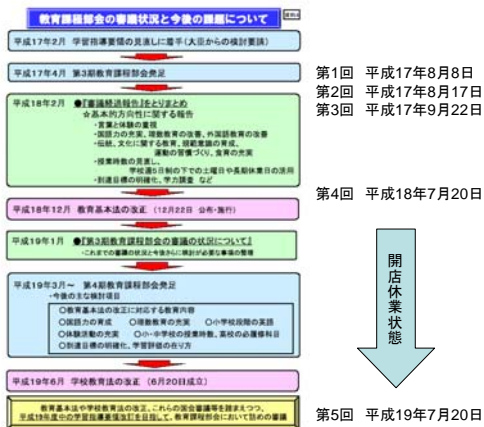 教育課程部会の審議状況と今後の課題について
平成17年2月 学習指導要領の見直しに着手(大臣からの検討要請)
平成17年4月 第3期教育課程部会発足
平成18年2月 ●『審議経過報告』をとりまとめ
☆基本的方向性に関する報告
・言葉と体験の重視
・国語力の充実、理数教育の改善、外国語教育の改善
・伝統、文化に関する教育、規範意識の育成、
運動の習慣づくり、食育の充実
・授業時数の見直し、
学校週5日制の下での土曜日や長期休業日の活用
・到達目標の明確化、学力調査 など
平成18年12月 教育基本法の改正 (12月22日 公布・施行)
平成19年1月 ●『第3期教育課程部会の審議の状況について』
・これまでの審議の状況と今後さらに検討が必要な事項の整理
平成19年3月~ 第4期教育課程部会発足
・今後の主な検討項目
○教育基本法の改正に対応する教育内容
○国語力の育成 ○理数教育の充実 ○小学校段階の英語
○体験活動の充実 ○小・中学校の授業時数、高校の必履修科目
○到達目標の明確化、学習評価の在り方
平成19年6月 学校教育法の改正 (6月20日成立)
教育基本法や学校教育法の改正、これらの国会審議等を踏まえつつ、
平成19年度中の学習指導要領改訂を目指して、教育課程部会において詰めの審議
第1回 平成17年8月8日
第2回 平成17年8月17日
第3回 平成17年9月22日
第4回 平成18年7月20日
開店休業状態
第5回 平成19年7月20日